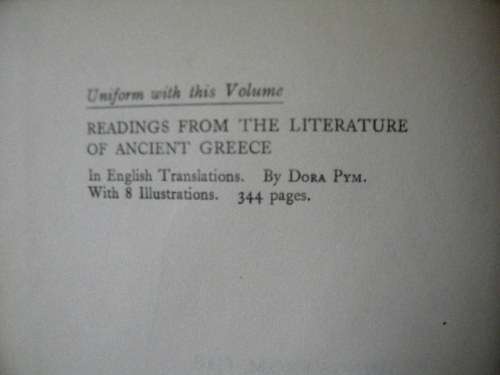 Uniform with this Volume
READINGS FROM THE LITERATURE
OF ANCIENT GREECE
In English Translations. By DORA PYM.
With 8 Illustrations. 344 pages.